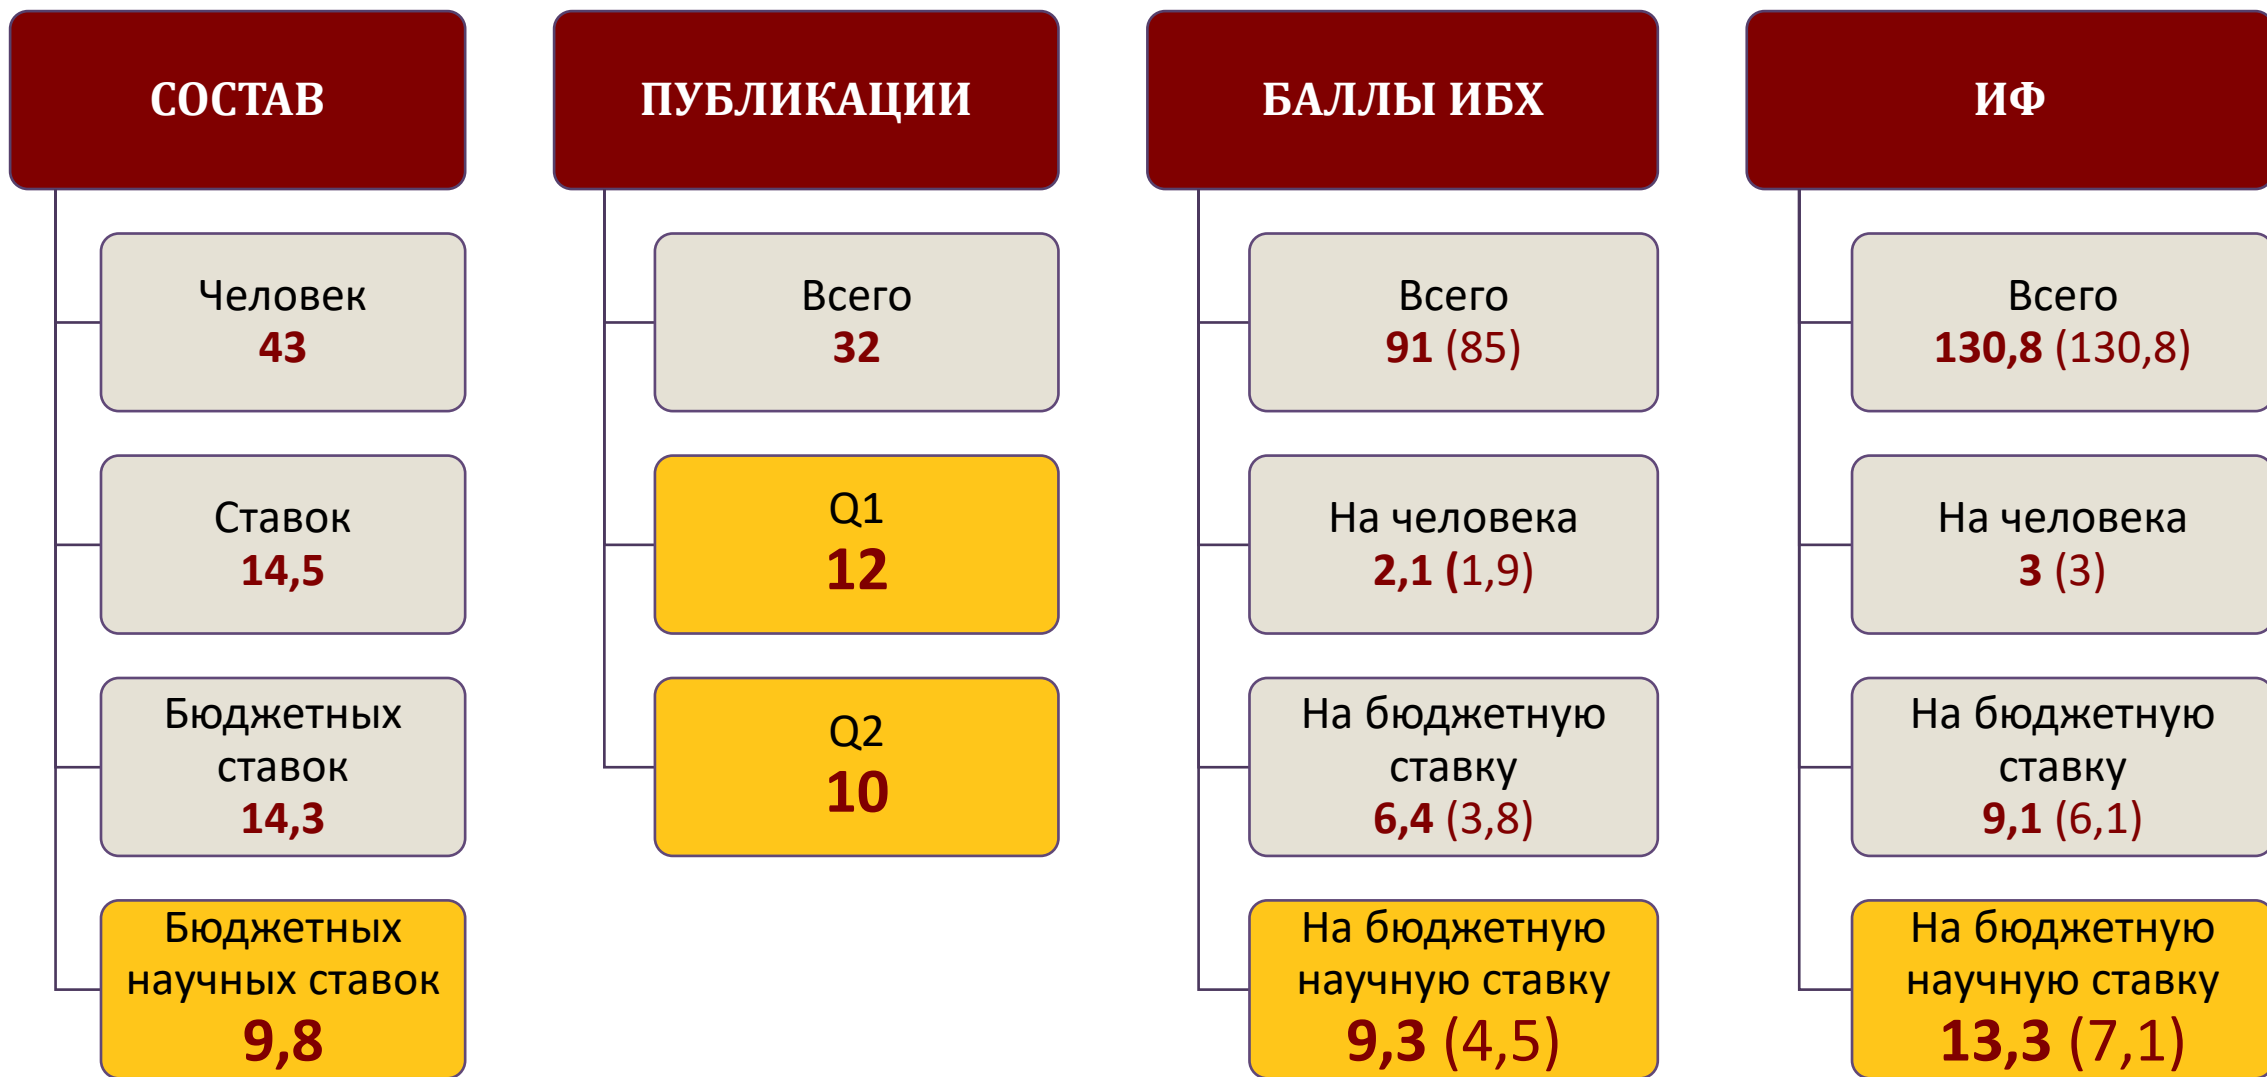 СОСТАВ
Человек
43
Ставок
14,5
Бюджетных
ставок
14,3
Бюджетных
научных ставок
9,8
ПУБЛИКАЦИИ
Всего
32
Q1
12
Q2
10
БАЛЛЫ ИБХ
Всего
91 (85)
На человека
2,1 (1,9)
На бюджетную
ставку
6,4 (3,8)
На бюджетную
научную ставку
9,3 (4,5)
ИФ
Всего
130,8 (130,8)
На человека
3 (3)
На бюджетную
ставку
9,1 (6,1)
На бюджетную
научную ставку
13,3 (7,1)